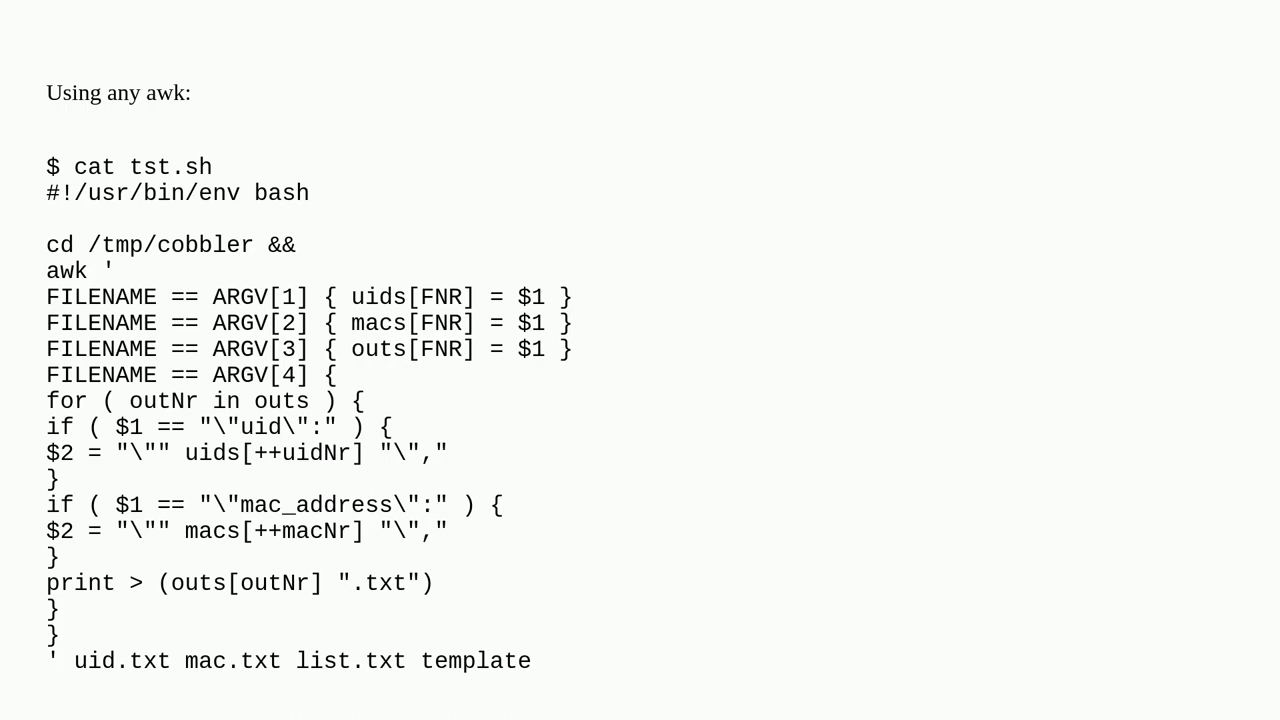 Using any awk:
$ cat tst.sh
#!/usr/bin/env bash
cd /tmp/cobbler &&
awk '
FILENAME == ARGV[1] { uids[FNR] = $1 }
FILENAME == ARGV[2] { macs[FNR] = $1 }
FILENAME == ARGV[3] { outs[FNR] = $1 }
FILENAME == ARGV[4] {
for ( outNr in outs ) {
if ( $1 == "\"uid\":" ) {
$2 = "\"" uids[++uidNr] "\","
}
if ( $1 == "\"mac_address\":" ) {
$2 = "\"" macs[++macNr] "\","
}
print > (outs[outNr] ".txt")
}
}
' uid.txt mac.txt list.txt template